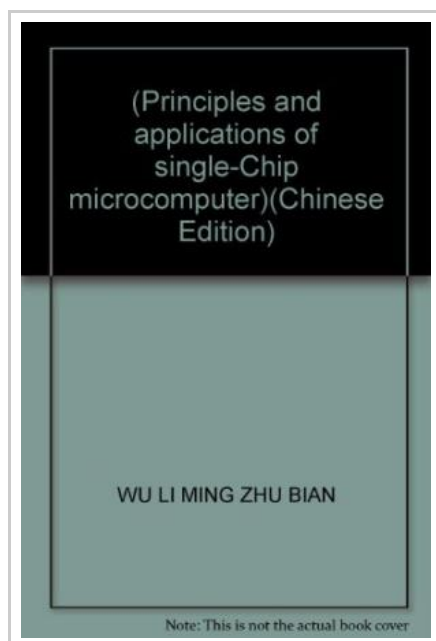 (Principles and
applications of
single-Chip
microcomputer)(Chinese
Edition)
WU LI MING ZHU BIAN
Note: This is not the actual book cover